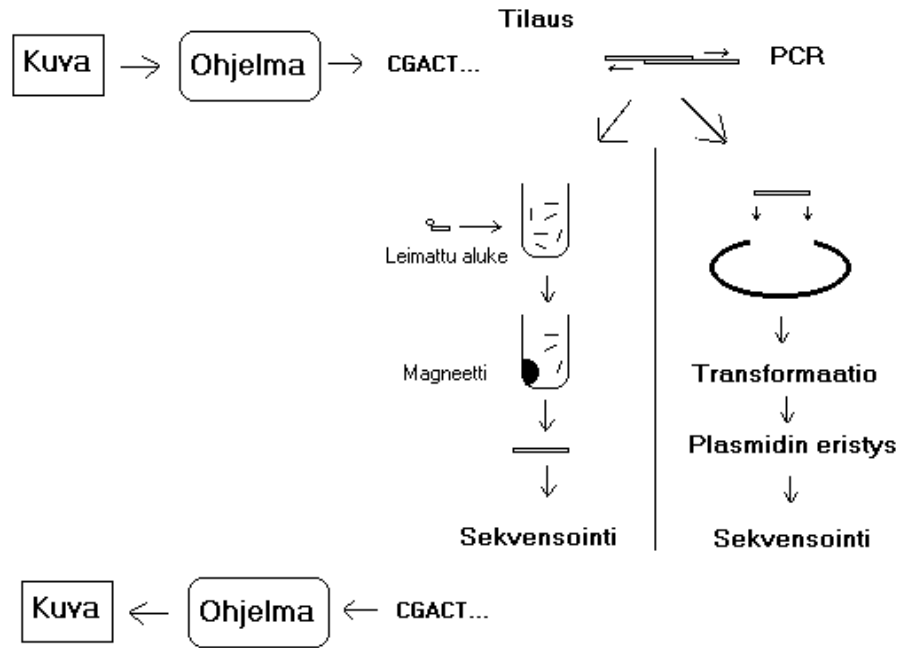 Tilaus
Kuva
Ohjelma
CGACT...
PCR
Leimattu aluke
Magneetti
Sekvensointi
Transformaatio
Plasmidin eristys
Sekvensointi
Kuva
Ohjelma
CGACT...